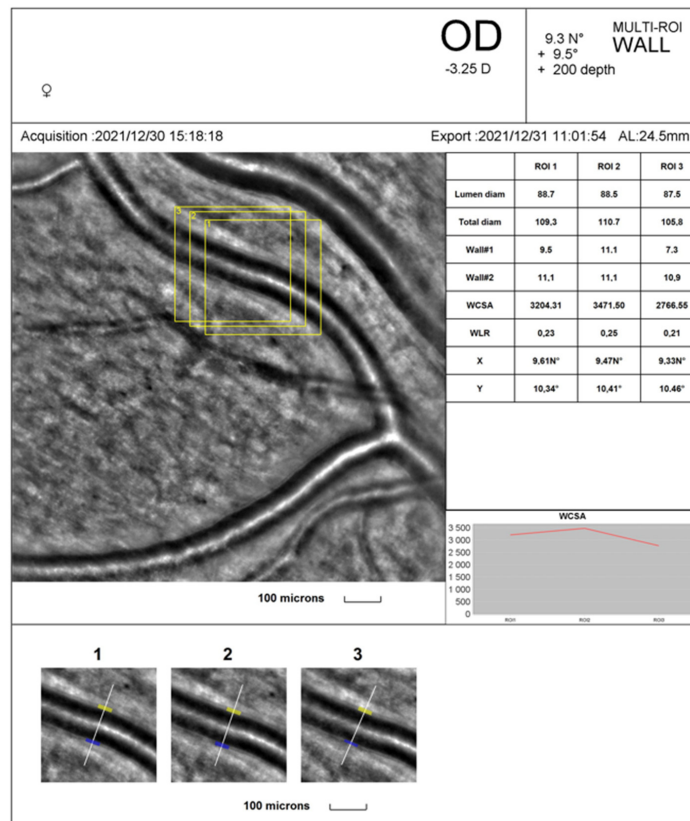 OD
-3.25 D
9.3 N°
+ 9.5°
+ 200 depth
MULTI-ROI
WALL
♀
Acquisition :2021/12/30 15:18:18
Export :2021/12/31 11:01:54 AL:24.5mm
ROI 1 ROI 2 ROI 3
Lumen diam 88.7 88.5 87.5
Total diam 109,3 110.7 105,8
Wall#1 9.5 11.1 7.3
Wall#2 11,1 11,1 10,9
WCSA 3204.31 3471.50 2766.55
WLR 0,23 0,25 0,21
X 9,61N° 9,47N° 9,33N°
Y 10,34° 10,41° 10.46°
3
2
1
100 microns
WCSA
3 500
3 000
2 500
2 000
1 500
1 000
500
0
ROI1 ROI2 ROI3
1 2 3
100 microns